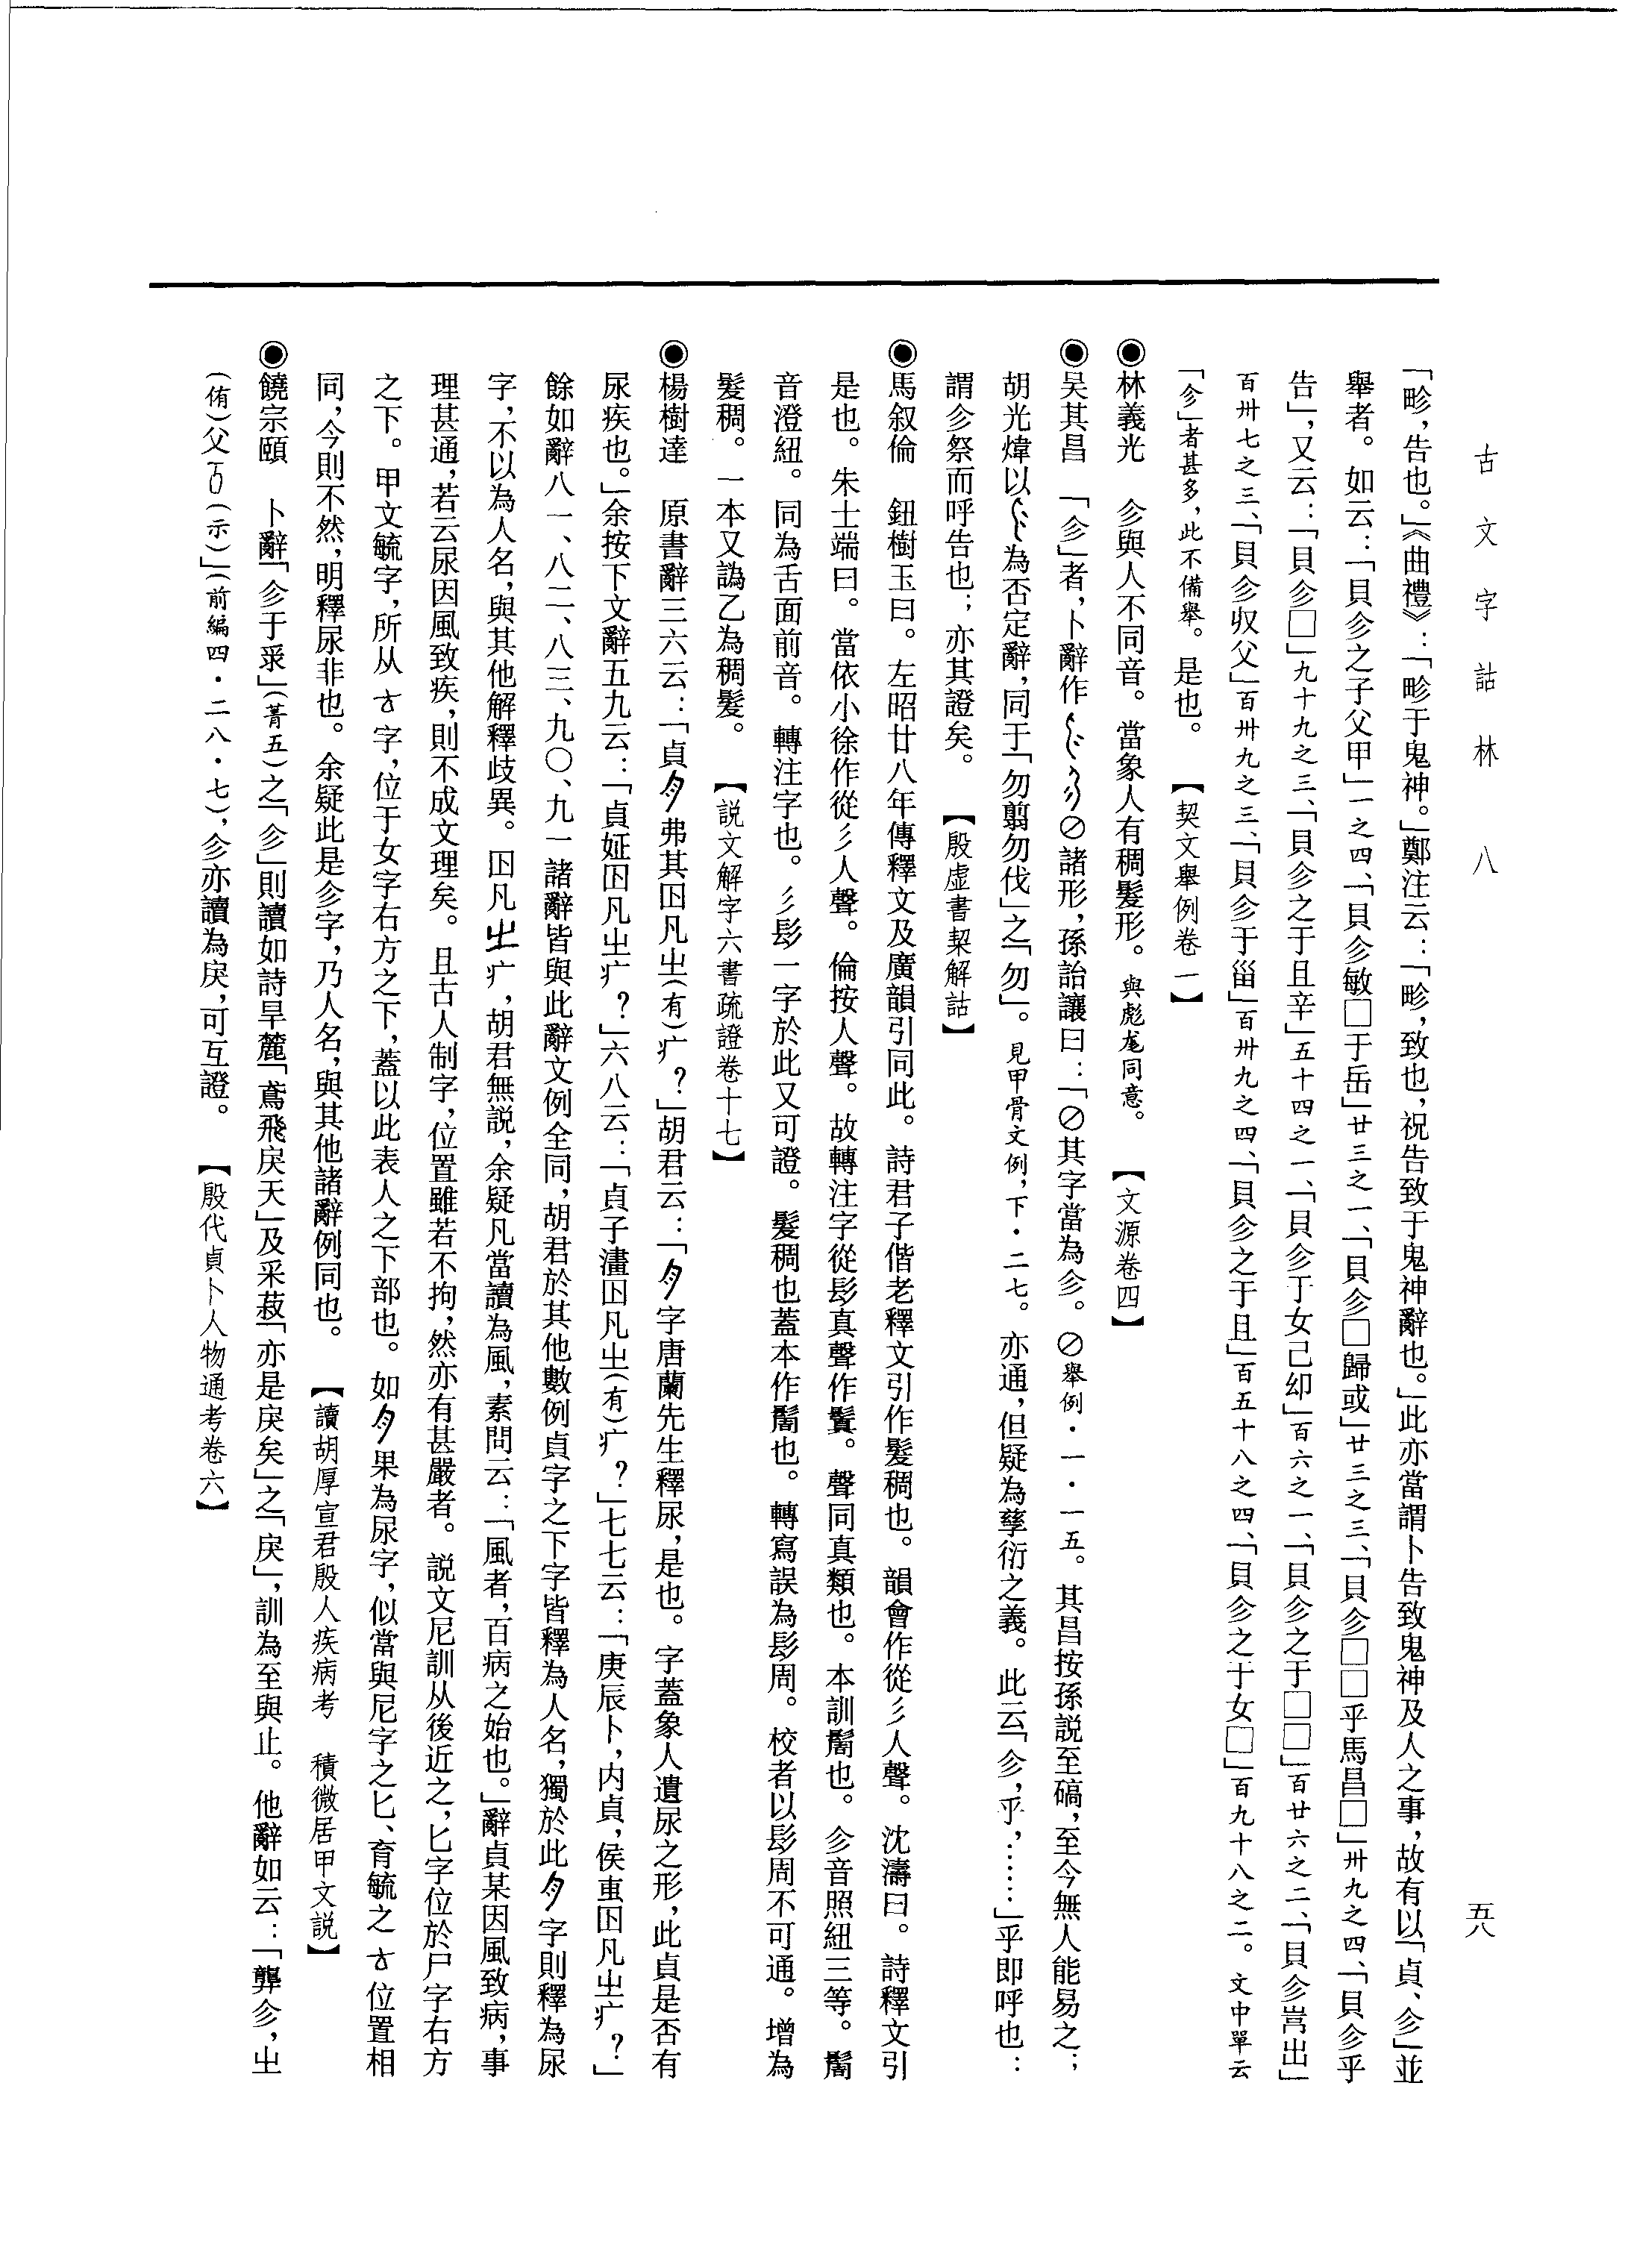 古文字詁林 八
五八
「畛，告也。」《曲禮》：「畛于鬼神。」鄭注云：「畛，致也，祝告致于鬼神辭也。」此亦當謂卜告致鬼神及人之事，故有以「貞、㐱」並
舉者。如云：「貝㐱之子父甲」一之四、「貝㐱敏□于岳」廿三之一、「貝㐱□歸或」廿三之三、「貝㐱□□乎馬昌□」卅九之四、「貝㐱乎
告」，又云：「貝㐱□」九十九之三、「貝㐱之于且辛」五十四之一、「貝㐱于女己卻」百六之一、「貝㐱之于□□」百廿六之二、「貝㐱嵩出」
百卅七之三、「貝㐱収父」百卅九之三、「貝㐱于甾」百卅九之四、「貝㐱之于且」百五十八之四、「貝㐱之于女□」百九十八之二。文中單云
「㐱」者甚多，此不備舉。是也。 【契文舉例卷一】
◉林義光 㐱與人不同音。當象人有稠髮形。與彪尨同意。 【文源卷四】
◉吴其昌 「㐱」者，卜辭作諸形，孫詒讓曰：「其字當為㐱。舉例・一・一五。其昌按孫説至碻，至今無人能易之；
胡光煒以為否定辭，同于「勿翦勿伐」之「勿」。見甲骨文例，下・二七。亦通，但疑為孳衍之義。此云「㐱，乎，……」乎即呼也：
謂㐱祭而呼告也；亦其證矣。 【殷虛書契解詁】
◉馬叙倫 鈕樹玉曰。左昭廿八年傳釋文及廣韻引同此。詩君子偕老釋文引作髮稠也。韻會作從彡人聲。沈濤曰。詩釋文引
是也。朱士端曰。當依小徐作從彡人聲。倫按人聲。故轉注字從髟真聲作鬒。聲同真類也。本訓鬅也。㐱音照紐三等。鬅
音澄紐。同為舌面前音。轉注字也。彡髟一字於此又可證。髮稠也蓋本作鬅也。轉寫誤為髟周。校者以髟周不可通。增為
髮稠。一本又譌乙為稠髮。 【説文解字六書疏證卷十七】
◉楊樹達 原書辭三六云：「貞弗其囚凡㞢（有）疒？」胡君云：「字唐蘭先生釋尿，是也。字蓋象人遺尿之形，此貞是否有
尿疾也。」余按下文辭五九云：「貞姃囚凡㞢疒？」六八云：「貞子㶳囚凡㞢（有）疒？」七七云：「庚辰卜，内貞，侯䖵囚凡㞢疒？」
餘如辭八一、八二、八三、九〇、九一諸辭皆與此辭文例全同，胡君於其他數例貞字之下字皆釋為人名，獨於此字則釋為尿
字，不以為人名，與其他解釋歧異。囚凡㞢疒，胡君無説，余疑凡當讀為風，素問云：「風者，百病之始也。」辭貞某因風致病，事
理甚通，若云尿因風致疾，則不成文理矣。且古人制字，位置雖若不拘，然亦有甚嚴者。説文尼訓从後近之，匕字位於尸字右方
之下。甲文毓字，所从𠫓字，位于女字右方之下，蓋以此表人之下部也。如果為尿字，似當與尼字之匕、育毓之𠫓位置相
同，今則不然，明釋尿非也。余疑此是㐱字，乃人名，與其他諸辭例同也。 【讀胡厚宣君殷人疾病考 積微居甲文説】
◉饒宗頤 卜辭「㐱于㞋」（菁五）之「㐱」則讀如詩旱麓「鳶飛戾天」及采菽「亦是戾矣」之「戾」，訓為至與止。他辭如云：「龏㐱，㞢
（侑）父（示）」（前編四・二八・七），㐱亦讀為戾，可互證。 【殷代貞卜人物通考卷六】